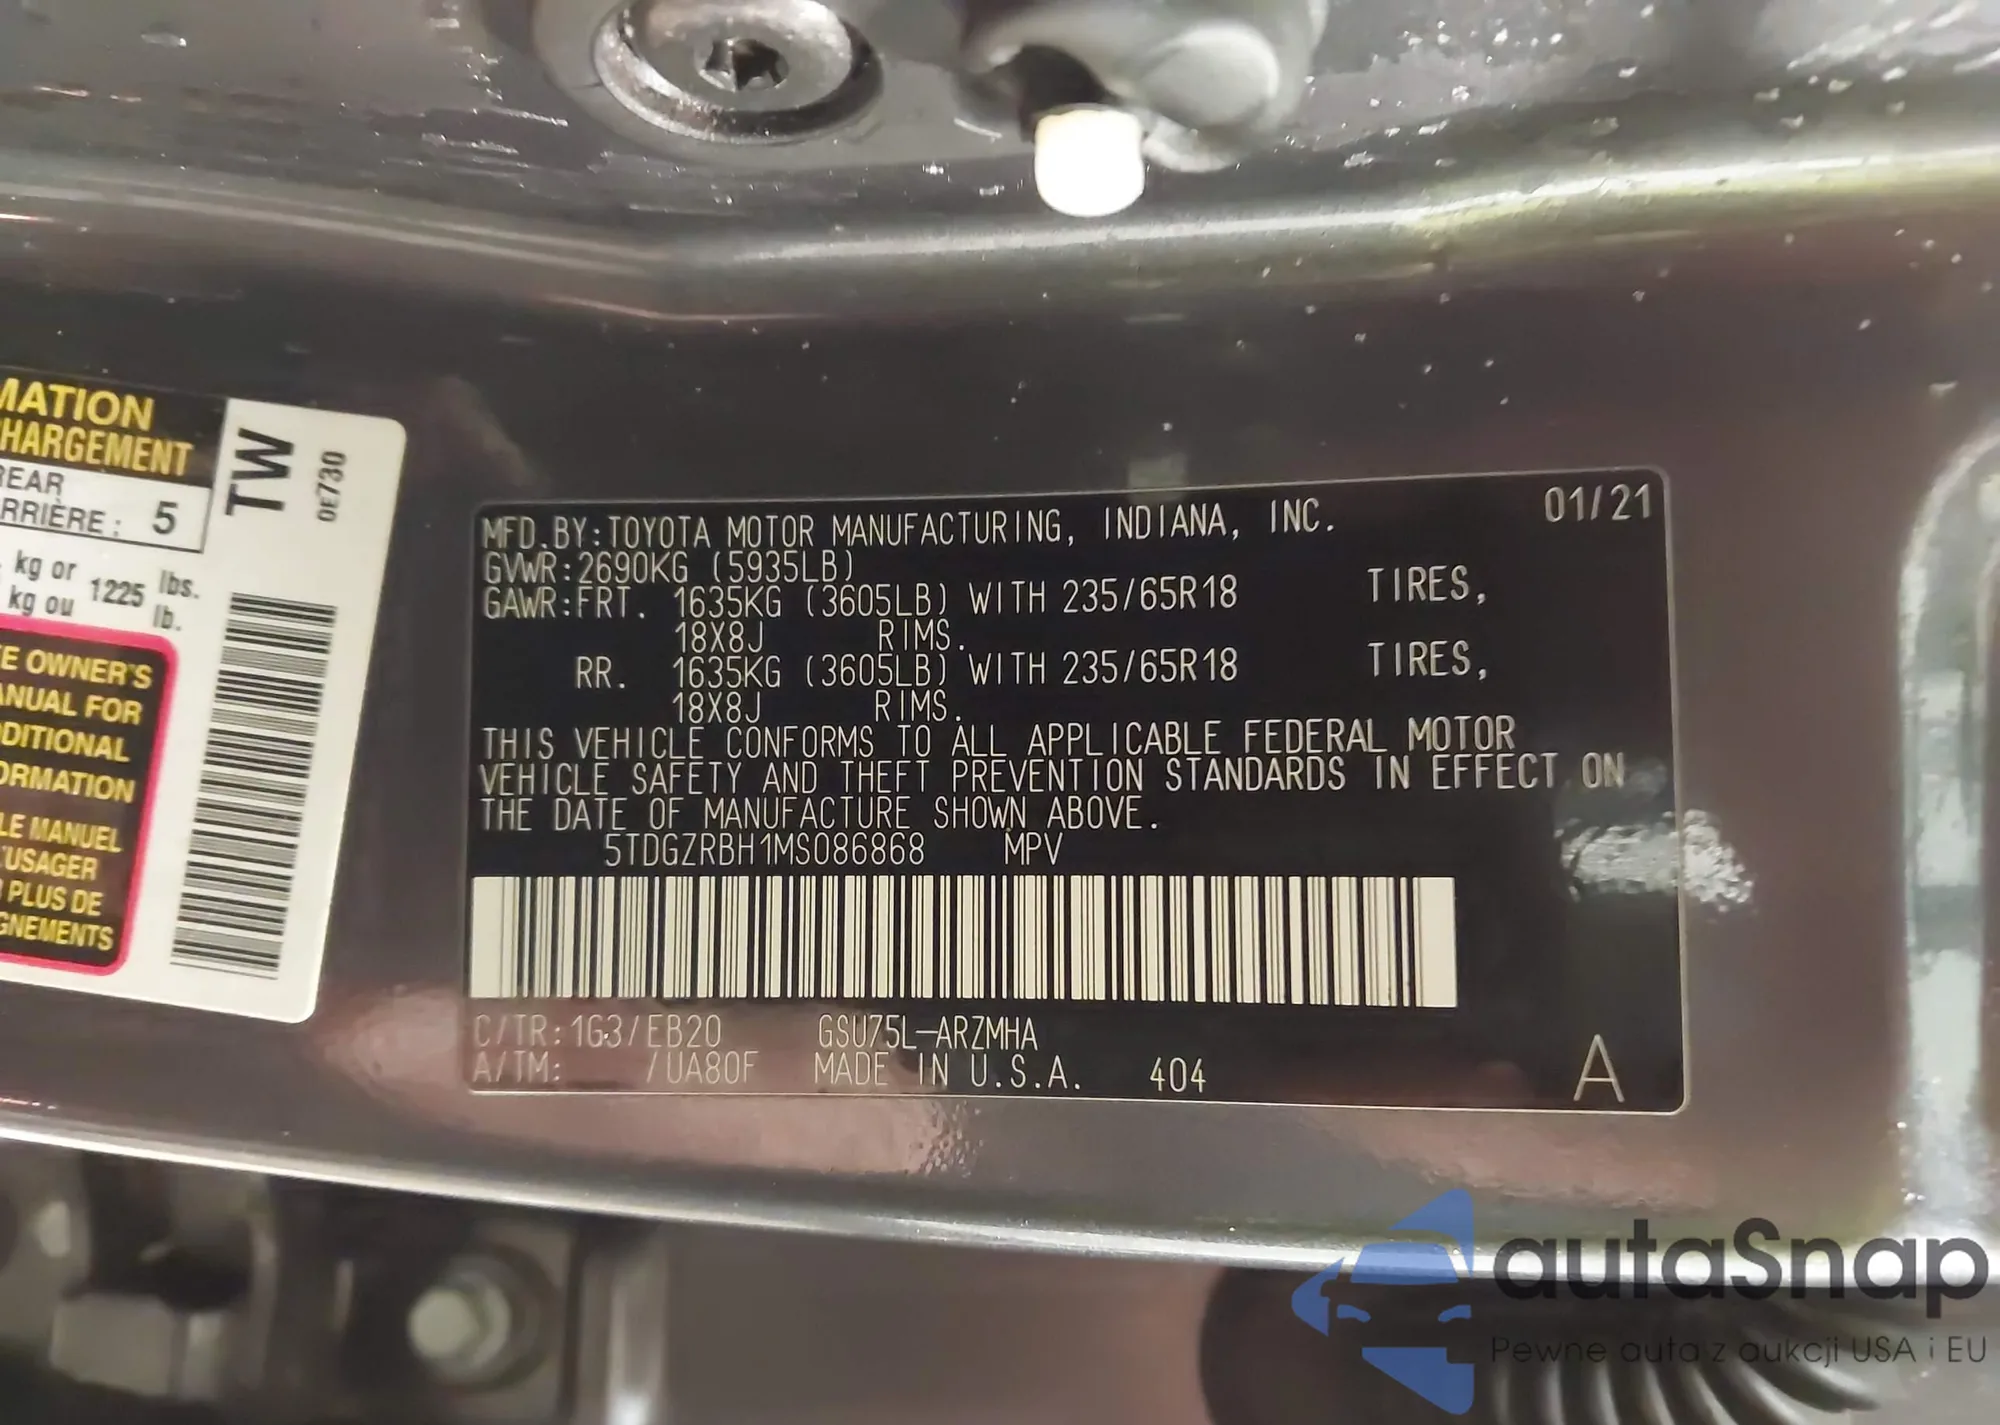 MATION
HARGEMENT
REAR
ARRIÈRE : 5
kg or 1225 lbs.
kg ou lb.
E OWNER'S
ANUAL FOR
DDITIONAL
ORMATION
LE MANUEL
'USAGER
PLUS DE
GNEMENTS
TW
0E730
MFD.BY:TOYOTA MOTOR MANUFACTURING, INDIANA, INC. 01/21
GVWR:2690KG (5935LB)
GAWR:FRT. 1635KG (3605LB) WITH 235/65R18 TIRES,
18X8J RIMS.
RR. 1635KG (3605LB) WITH 235/65R18 TIRES,
18X8J RIMS.
THIS VEHICLE CONFORMS TO ALL APPLICABLE FEDERAL MOTOR
VEHICLE SAFETY AND THEFT PREVENTION STANDARDS IN EFFECT ON
THE DATE OF MANUFACTURE SHOWN ABOVE.
5TDGZRBH1MS086868 MPV
C/TR:1G3/EB20 GSU75L-ARZMHA
A/TM: /UA80F MADE IN U.S.A. 404 A
autaSnap
Pewne auta z aukcji USA i EU